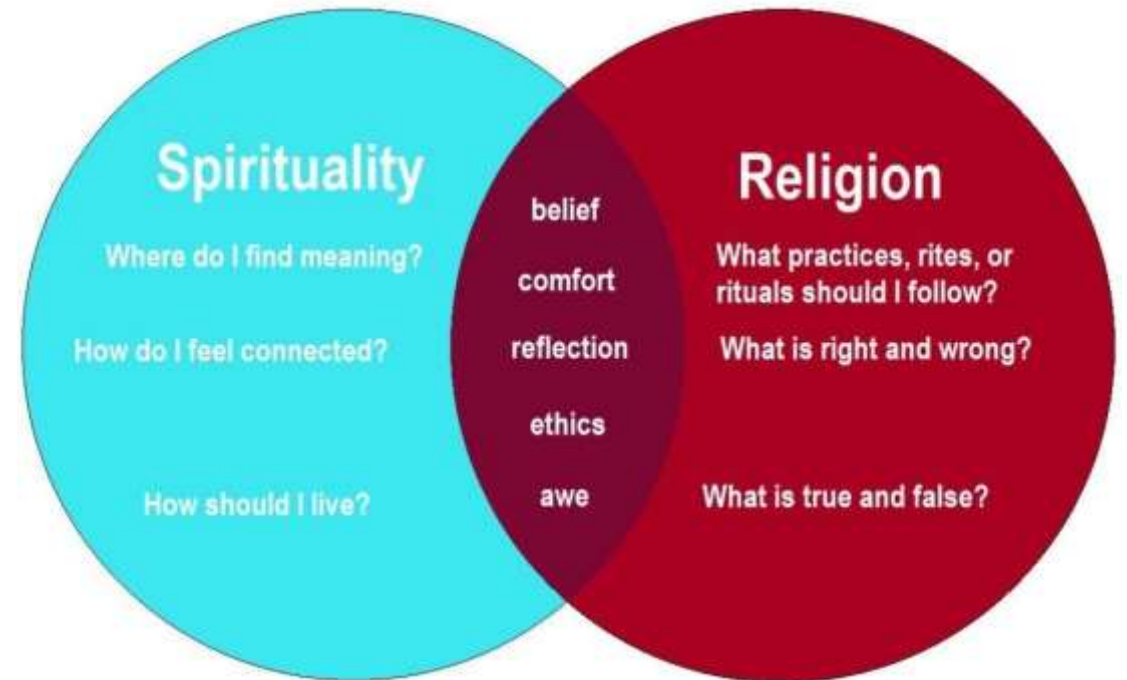 Spirituality
Where do I find meaning?
How do I feel connected?
How should I live?
belief
comfort
reflection
ethics
awe
Religion
What practices, rites, or
rituals should I follow?
What is right and wrong?
What is true and false?